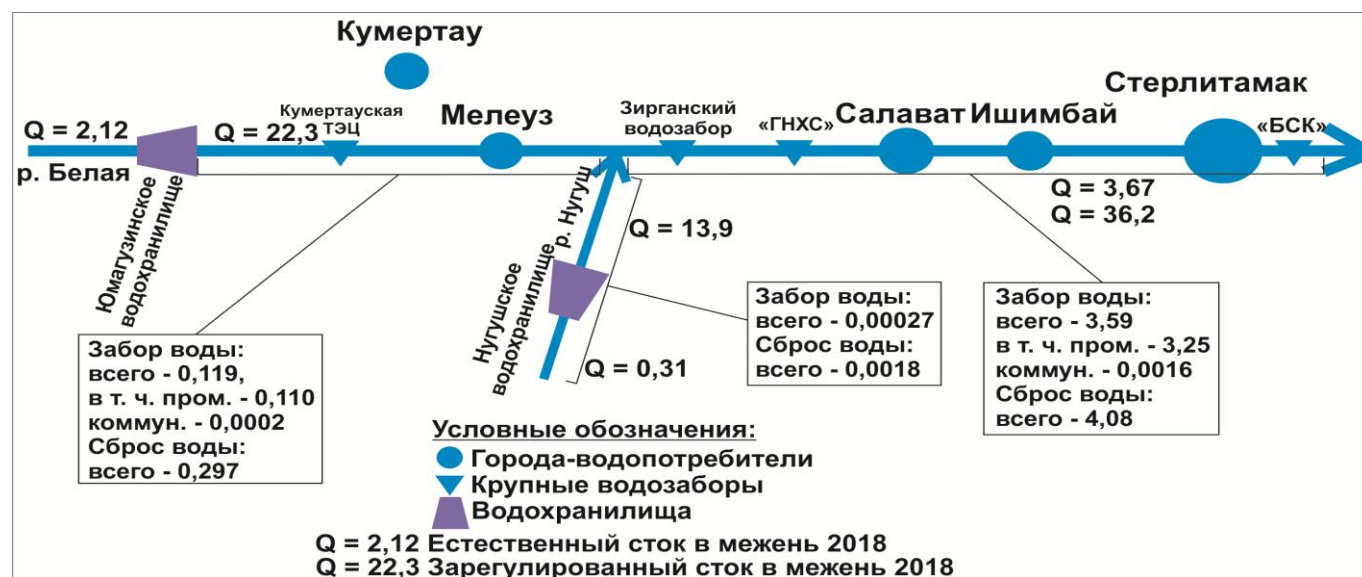 Кумертау
Стерлитамак
Кумертауская
ТЭЦ
Мелеуз
Зирганский
водозабор
«ГНХС»
Салават
Ишимбай
«БСК»
Q = 2,12
Q = 22,3
р. Белая
Юмагузинское
водохранилище
р. Нугуш
Нугушское
водохранилище
Q = 13,9
Q = 0,31
Q = 3,67
Q = 36,2
Забор воды:
всего - 0,119,
в т. ч. пром. - 0,110
коммун. - 0,0002
Сброс воды:
всего - 0,297
Забор воды:
всего - 0,00027
Сброс воды:
всего - 0,0018
Забор воды:
всего - 3,59
в т. ч. пром. - 3,25
коммун. - 0,0016
Сброс воды:
всего - 4,08
Условные обозначения:
Города-водопотребители
Крупные водозаборы
Водохранилища
Q = 2,12 Естественный сток в межень 2018
Q = 22,3 Зарегулированный сток в межень 2018